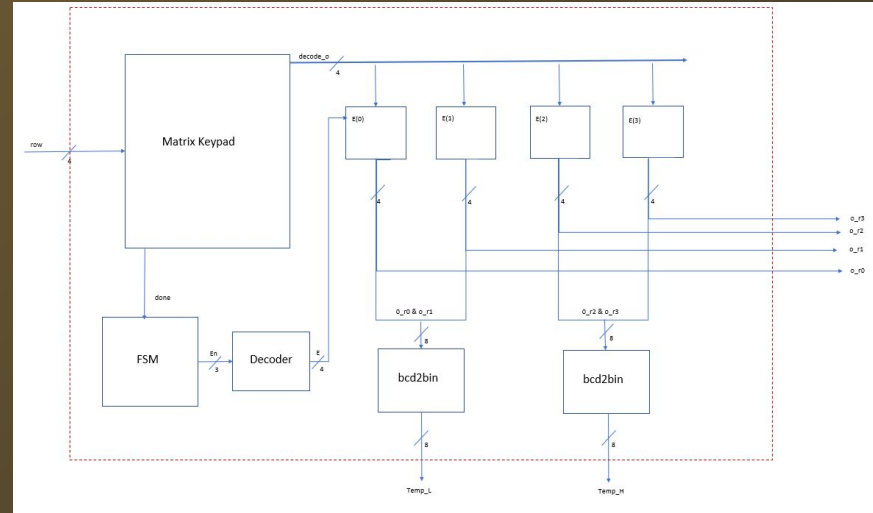 decode_o
4
E(0)
E(1)
E(2)
E(3)
Matrix Keypad
row
4
4
4
4
4
o_r3
o_r2
o_r1
o_r0
done
0_r0 & o_r1
0_r2 & o_r3
8
8
FSM
En
3
Decoder
E
4
bcd2bin
bcd2bin
8
8
Temp_L
Temp_H